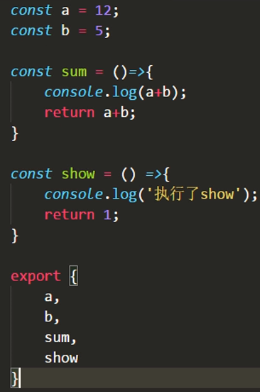 const a = 12;
const b = 5;
const sum = ()=>{
console.log(a+b);
return a+b;
}
const show = () =>{
console.log('执行了show');
return 1;
}
export {
a,
b,
sum,
show
}